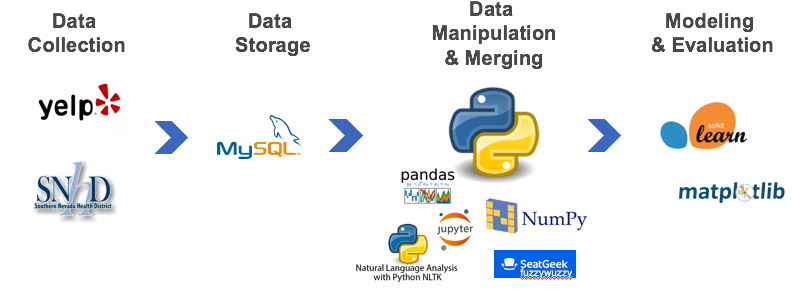 Data
Collection
Data
Storage
Data
Manipulation
& Merging
Modeling
& Evaluation
yelp
SNHD
Southern Nevada Health District
MySQL
pandas
jupyter
NumPy
Natural Language Analysis
with Python NLTK
SeatGeek
fuzzywuzzy
scikit
learn
matplotlib